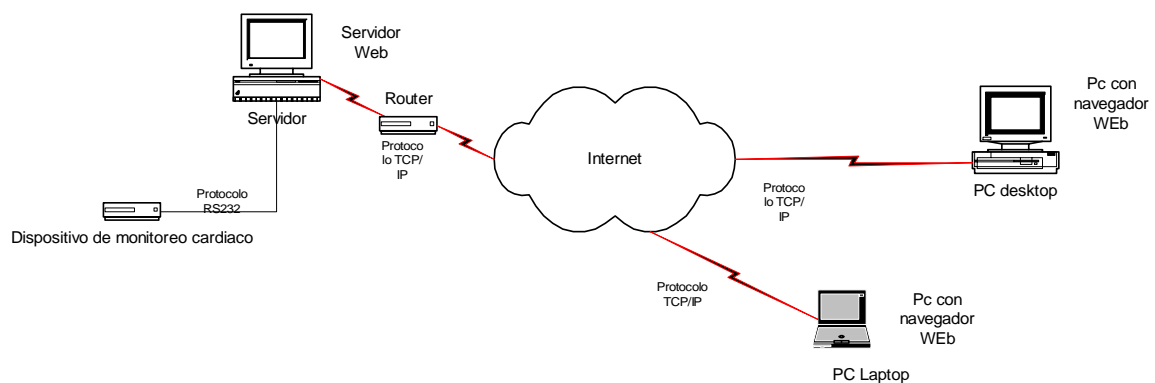 Servidor
Web
Servidor
Router
Protoco
lo TCP/
IP
Protocolo
RS232
Dispositivo de monitoreo cardiaco
Internet
Protoco
lo TCP/
IP
Pc con
navegador
WEb
PC desktop
Protocolo
TCP/IP
Pc con
navegador
WEb
PC Laptop